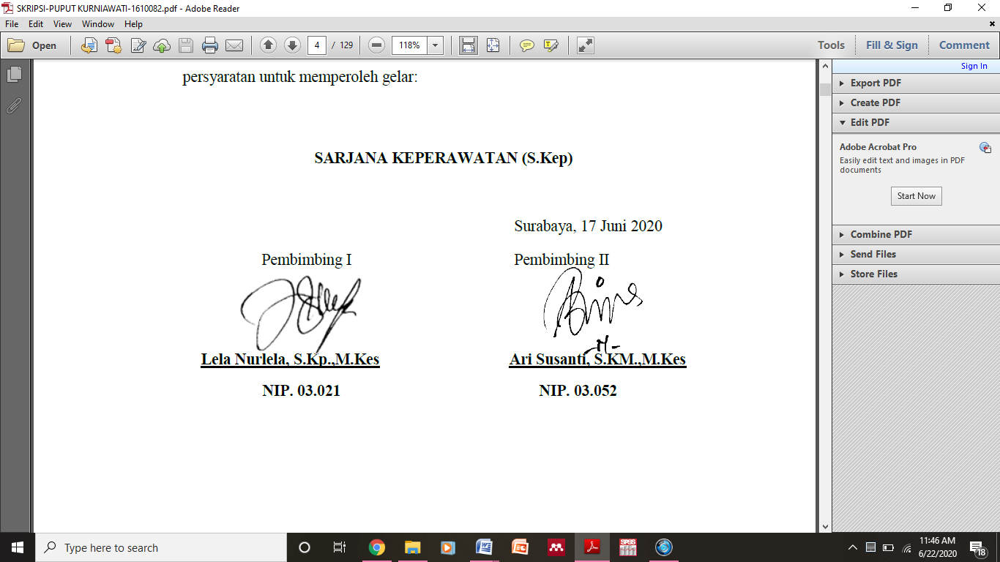 SKRIPSI-PUPUT KURNIAWATI-1610082.pdf - Adobe Reader
File Edit View Window Help
Open 4 / 129 118% Tools Fill & Sign Comment
Sign In
persyaratan untuk memperoleh gelar:
SARJANA KEPERAWATAN (S.Kep)
Surabaya, 17 Juni 2020
Pembimbing I Pembimbing II
Lela Nurlela, S.Kp.,M.Kes Ari Susanti, S.KM.,M.Kes
NIP. 03.021 NIP. 03.052
Export PDF
Create PDF
Edit PDF
Adobe Acrobat Pro
Easily edit text and images in PDF
documents
Start Now
Combine PDF
Send Files
Store Files
Type here to search
11:46 AM
6/22/2020
18